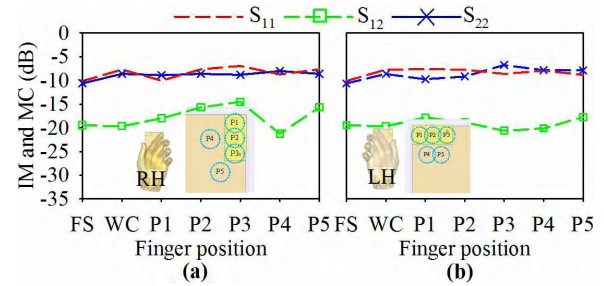 S11 S12 S22
IM and MC (dB)
0
-5
-10
-15
-20
-25
-30
-35
RH
P1
P4 P2
P3
P5
FS WC P1 P2 P3 P4 P5
Finger position
(a)
LH
P1 P2 P3
P4 P5
FS WC P1 P2 P3 P4 P5
Finger position
(b)